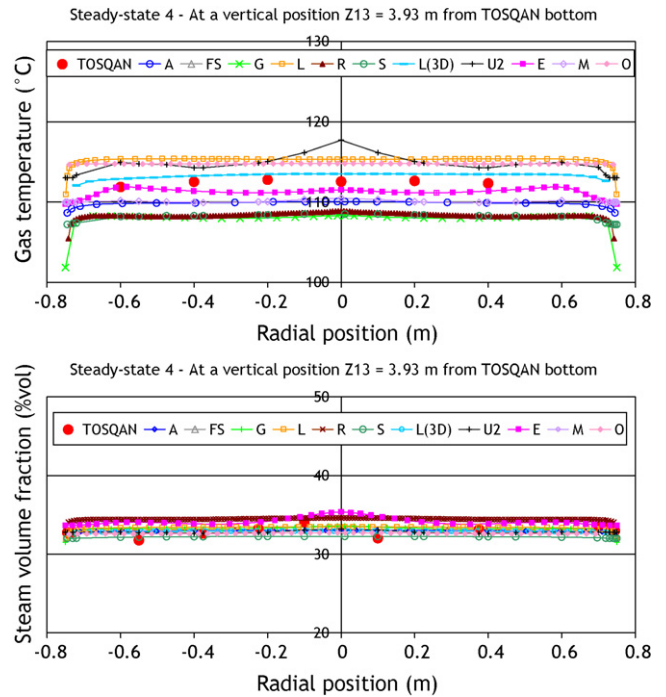 Steady-state 4 - At a vertical position Z13 = 3.93 m from TOSQAN bottom
130
TOSQAN A FS G L R S L(3D) U2 E M O
120
110
100
-0.8 -0.6 -0.4 -0.2 0 0.2 0.4 0.6 0.8
Gas temperature (°C)
Radial position (m)
Steady-state 4 - At a vertical position Z13 = 3.93 m from TOSQAN bottom
50
TOSQAN A FS G L R S L(3D) U2 E M O
40
30
20
-0.8 -0.6 -0.4 -0.2 0 0.2 0.4 0.6 0.8
Steam volume fraction (%vol)
Radial position (m)